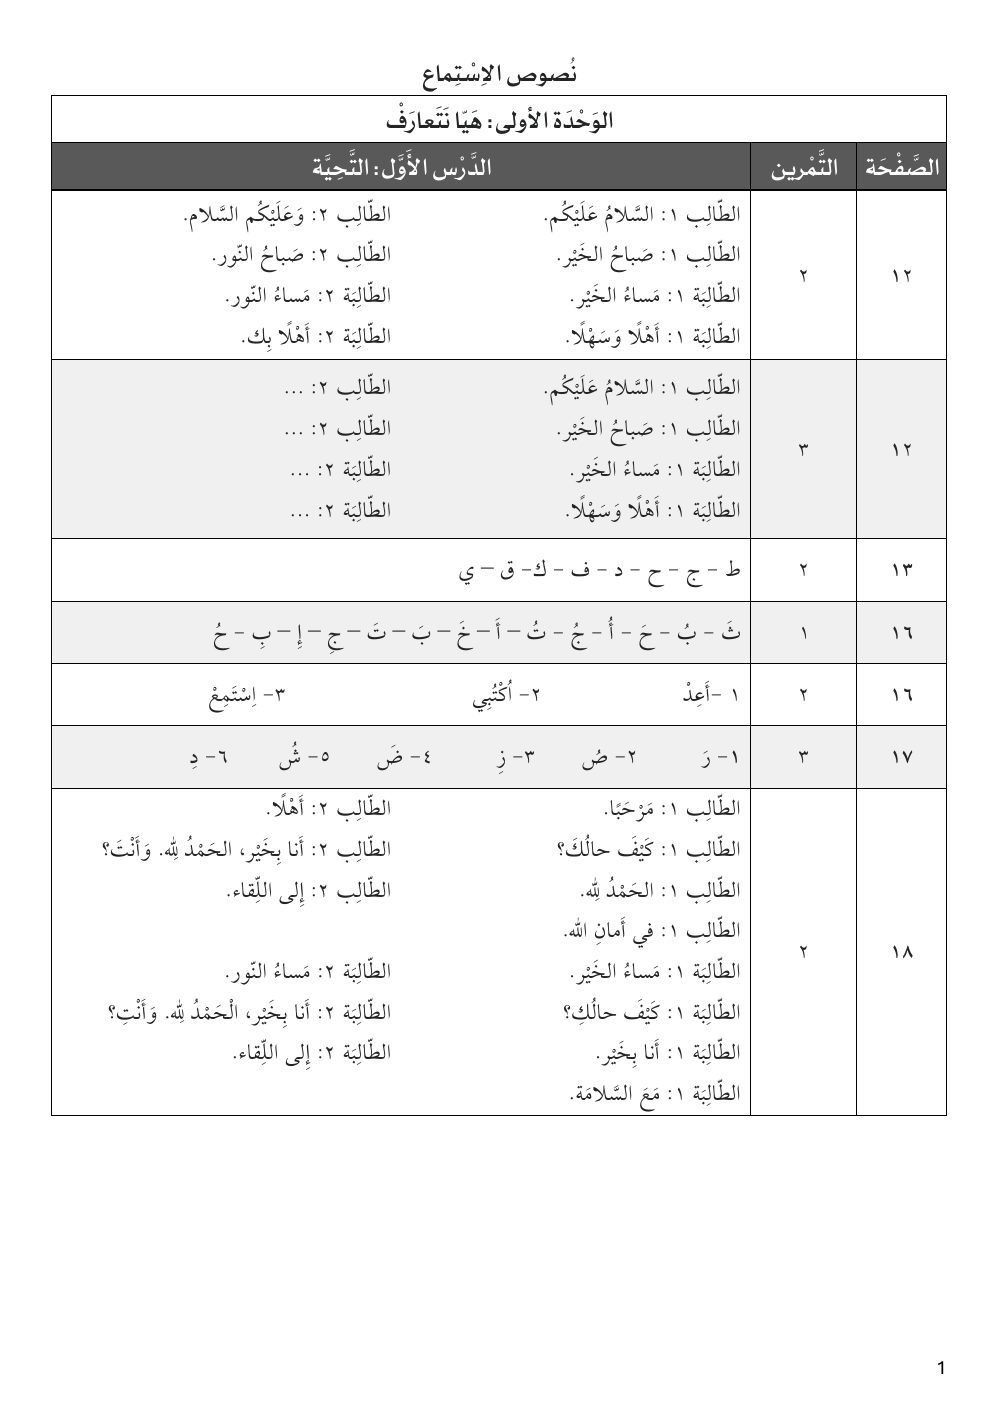 نُصوص الاِسْتِماع
الوَحْدَة الأولى: هَيّا نَتَعارَفْ
الصَّفْحَة التَّمْرين الدَّرْس الأَوَّل: التَّحِيَّة
١٢ ٢
الطّالِب ١: السَّلامُ عَلَيْكُم. الطّالِب ٢: وَعَلَيْكُم السَّلام.
الطّالِب ١: صَباحُ الخَيْر. الطّالِب ٢: صَباحُ النّور.
الطّالِبَة ١: مَساءُ الخَيْر. الطّالِبَة ٢: مَساءُ النّور.
الطّالِبَة ١: أَهْلًا وَسَهْلًا. الطّالِبَة ٢: أَهْلًا بِك.
١٢ ٣
الطّالِب ١: السَّلامُ عَلَيْكُم. الطّالِب ٢: ...
الطّالِب ١: صَباحُ الخَيْر. الطّالِب ٢: ...
الطّالِبَة ١: مَساءُ الخَيْر. الطّالِبَة ٢: ...
الطّالِبَة ١: أَهْلًا وَسَهْلًا. الطّالِبَة ٢: ...
١٣ ٢ ط - ج - ح - د - ف - ك- ق – ي
١٦ ١ ثَ - بُ - حَ - أُ - جُ - تُ – أَ – خَ – بَ – تَ – جِ – إِ – بِ - حُ
١٦ ٢ ١ -أَعِدْ ٢- اُكْتُبِي ٣- اِسْتَمِعْ
١٧ ٣ ١- رَ ٢- صُ ٣- زِ ٤- ضَ ٥- شُ ٦- دِ
١٨ ٢
الطّالِب ١: مَرْحَبًا. الطّالِب ٢: أَهْلًا.
الطّالِب ١: كَيْفَ حالُكَ؟ الطّالِب ٢: أَنا بِخَيْر، الحَمْدُ لِله. وَأَنْتَ؟
الطّالِب ١: الحَمْدُ لِله. الطّالِب ٢: إِلى اللِّقاء.
الطّالِب ١: في أَمانِ الله.
الطّالِبَة ١: مَساءُ الخَيْر. الطّالِبَة ٢: مَساءُ النّور.
الطّالِبَة ١: كَيْفَ حالُكِ؟ الطّالِبَة ٢: أَنا بِخَيْر، الْحَمْدُ لِله. وَأَنْتِ؟
الطّالِبَة ١: أَنا بِخَيْر. الطّالِبَة ٢: إِلى اللِّقاء.
الطّالِبَة ١: مَعَ السَّلامَة.
1